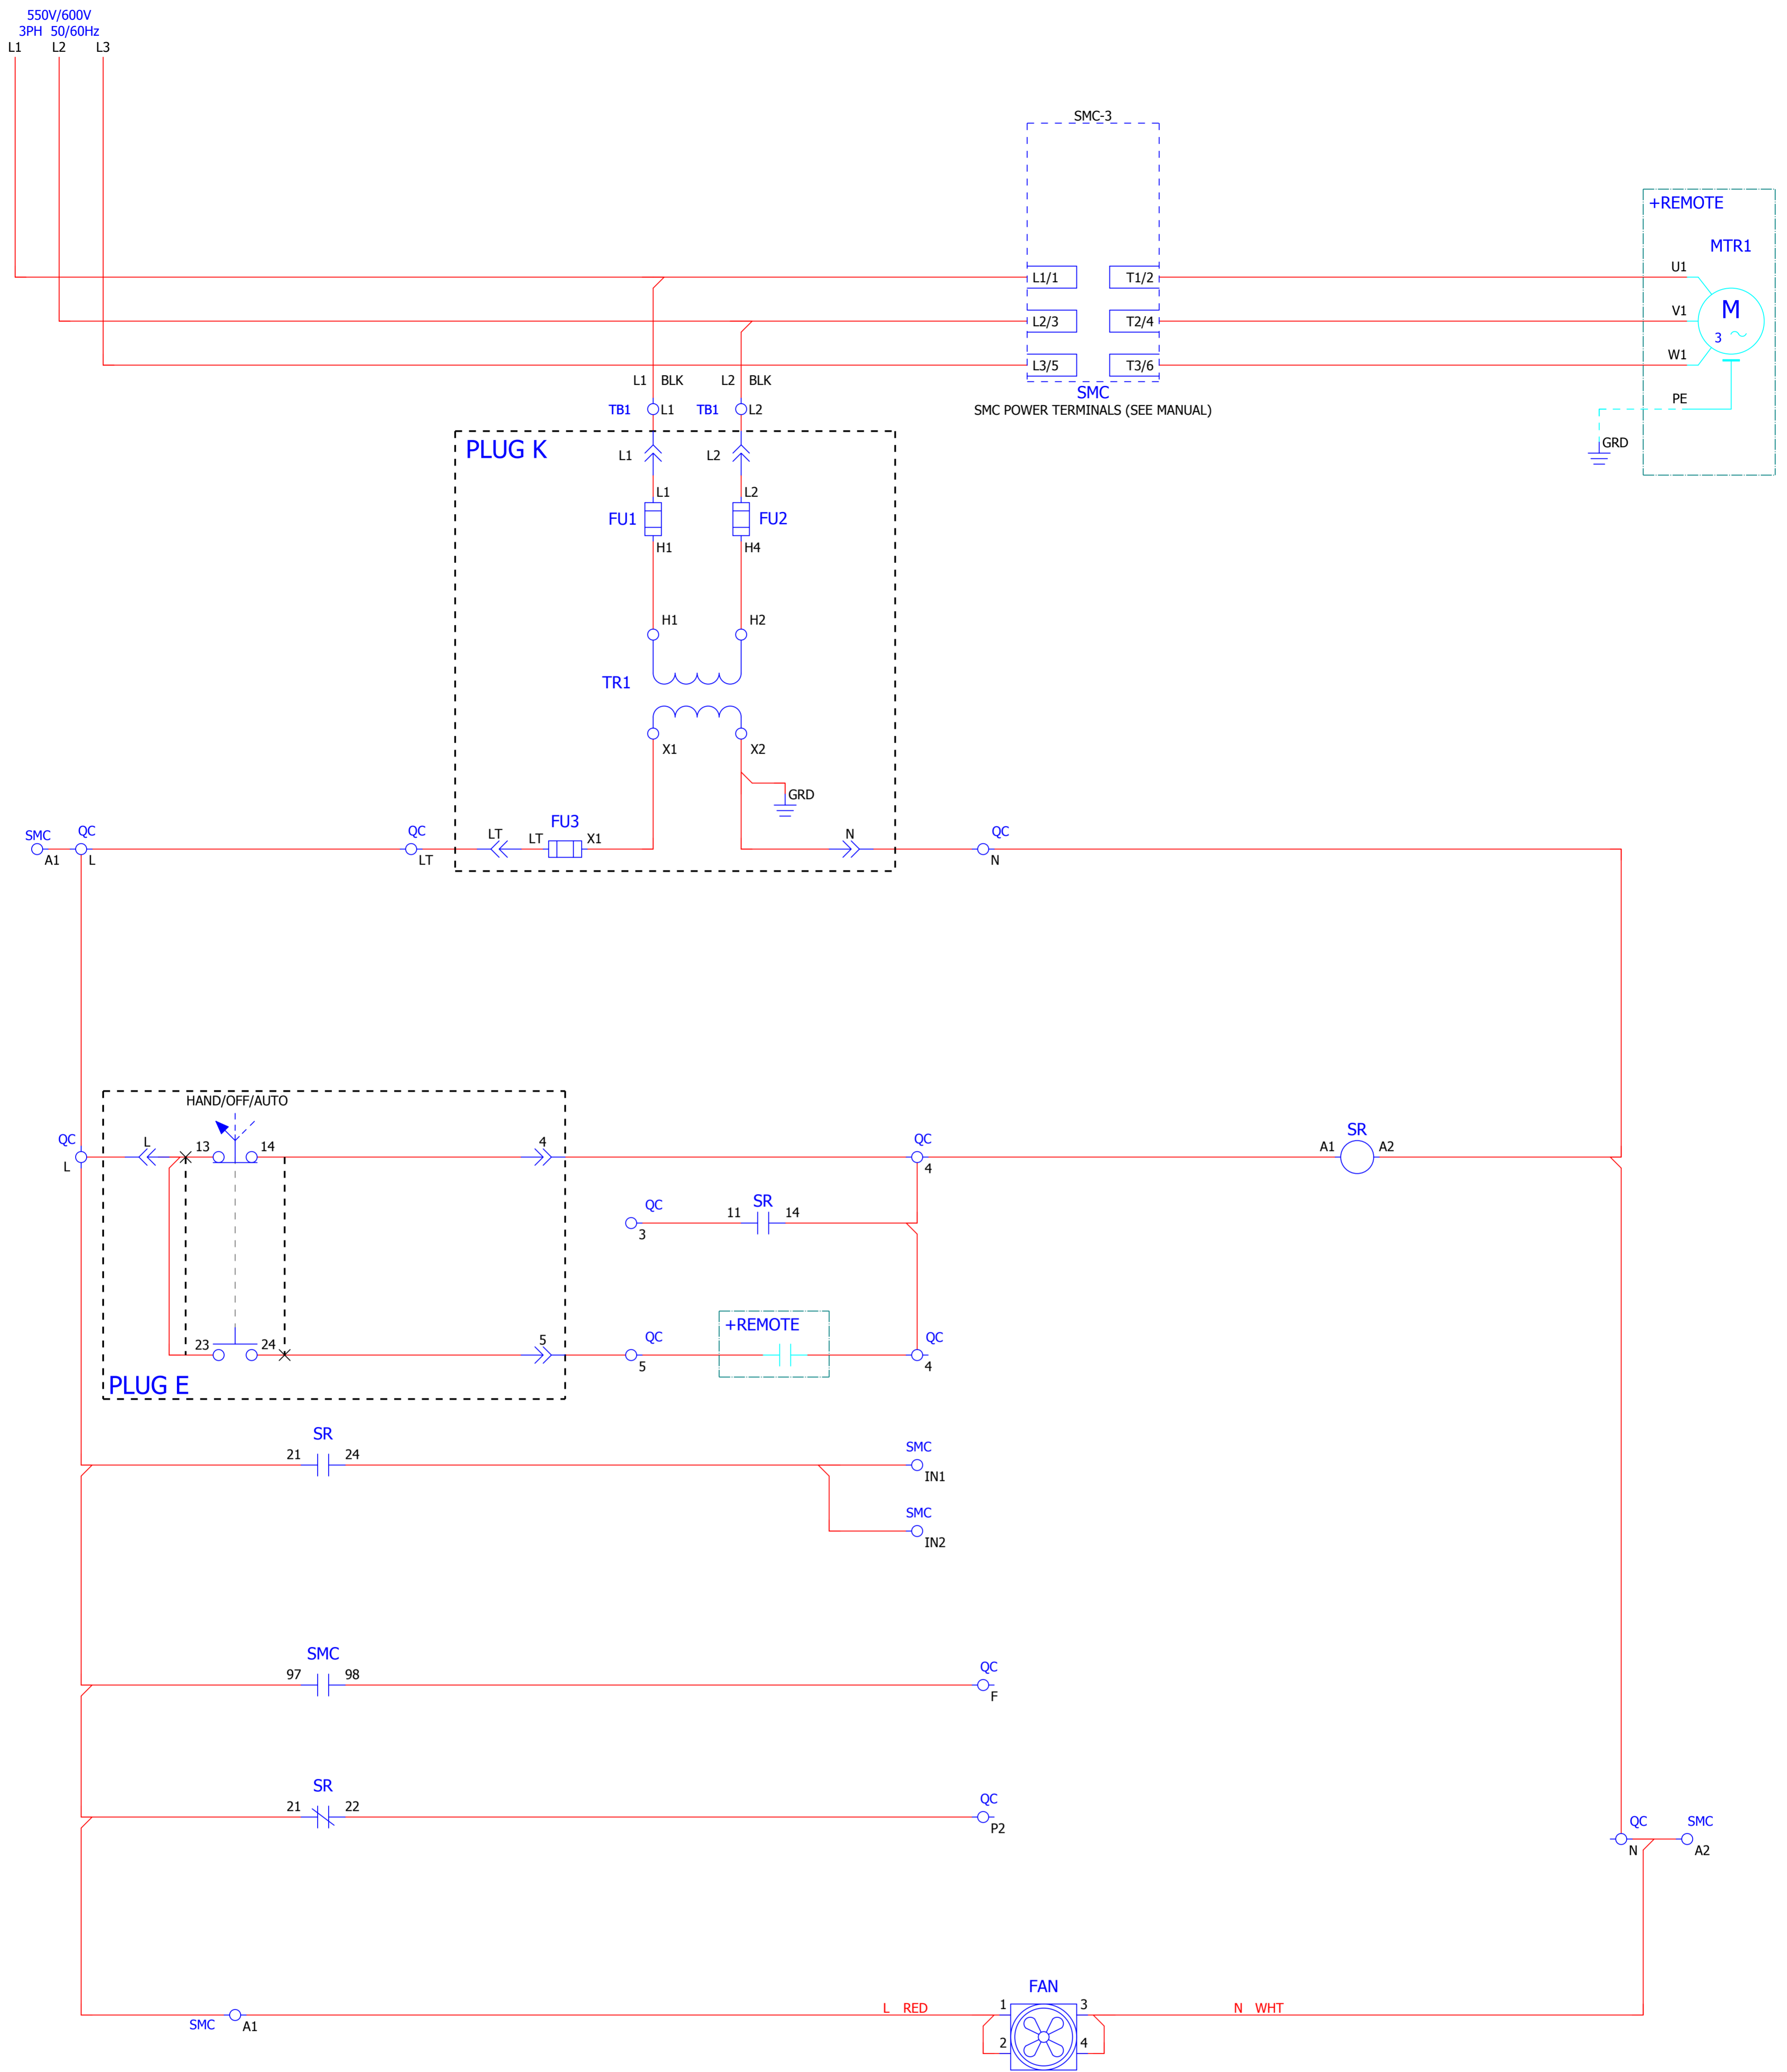 550V/600V
3PH 50/60Hz
L1 L2 L3
SMC-3
+REMOTE
MTR1
L1/1 T1/2 U1
M
3
L2/3 T2/4 V1
L3/5 T3/6 W1
L1 BLK L2 BLK
SMC
SMC POWER TERMINALS (SEE MANUAL)
PE
GRD
TB1 L1 TB1 L2
PLUG K
L1 L2
L1 L2
FU1 FU2
H1 H4
H1 H2
TR1
X1 X2
GRD
SMC QC QC LT FU3 N QC
A1 L LT LT X1 N
HAND/OFF/AUTO
QC L 13 14 4 QC SR
L 4 A1 A2
QC 11 SR 14
3
+REMOTE
23 24 5 QC QC
5 4
PLUG E
SR
21 24 SMC
IN1
SMC
IN2
SMC
97 98 QC
F
SR
21 22 QC
P2
QC SMC
N A2
FAN
L RED 1 3 N WHT
SMC A1
2 4